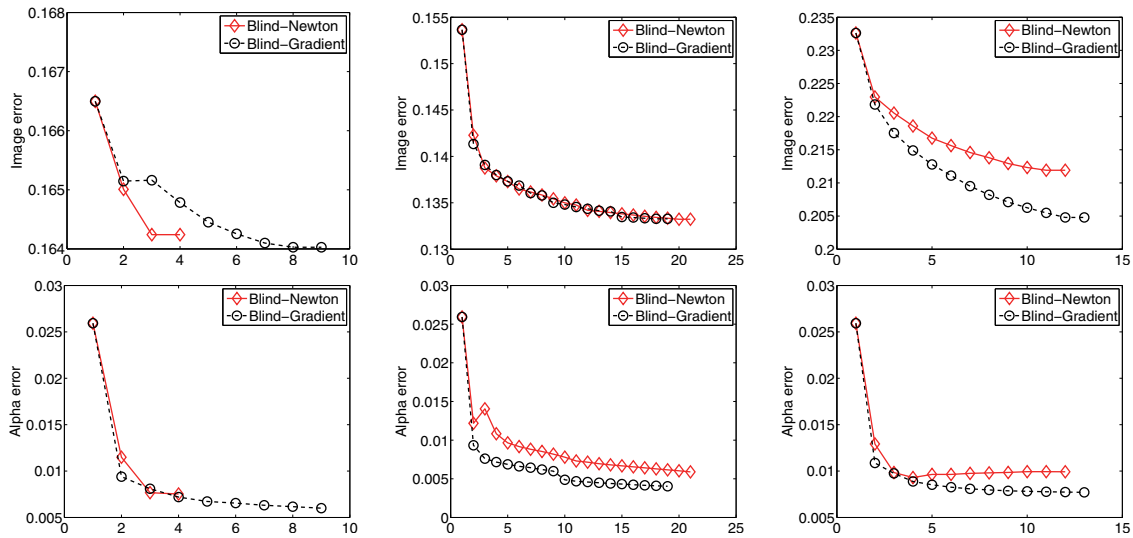 0.168
0.167
0.166
0.165
0.164
Image error
0 2 4 6 8 10
Blind-Newton
Blind-Gradient
0.155
0.15
0.145
0.14
0.135
0.13
Image error
0 5 10 15 20 25
Blind-Newton
Blind-Gradient
0.235
0.23
0.225
0.22
0.215
0.21
0.205
0.2
Image error
0 5 10 15
Blind-Newton
Blind-Gradient
0.03
0.025
0.02
0.015
0.01
0.005
Alpha error
0 2 4 6 8 10
Blind-Newton
Blind-Gradient
0.03
0.025
0.02
0.015
0.01
0.005
0
Alpha error
0 5 10 15 20 25
Blind-Newton
Blind-Gradient
0.03
0.025
0.02
0.015
0.01
0.005
Alpha error
0 5 10 15
Blind-Newton
Blind-Gradient